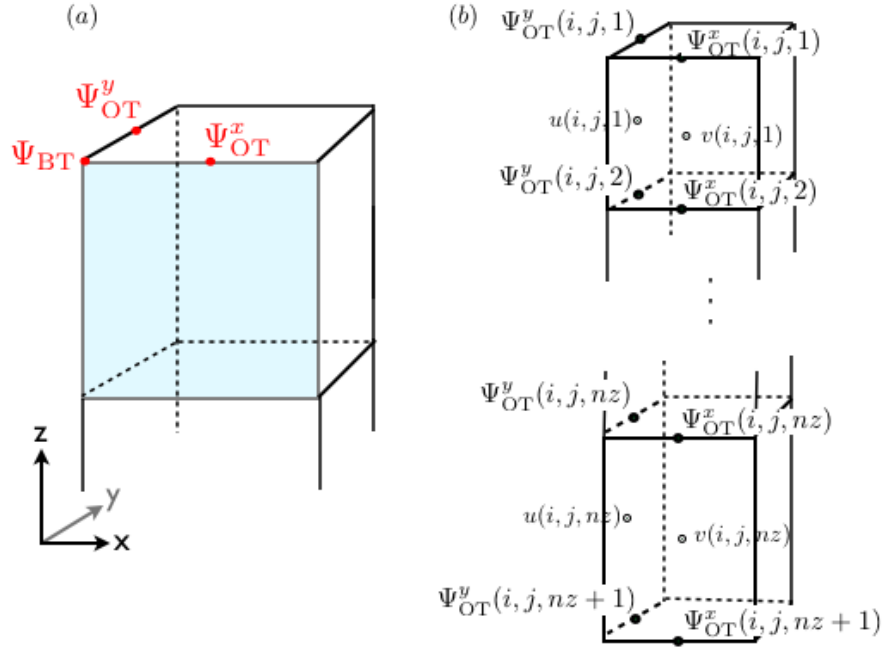 (a)
Ψ^y_OT
Ψ^x_OT
Ψ_BT
z
y
x
(b)
Ψ^y_OT(i, j, 1)
Ψ^x_OT(i, j, 1)
u(i, j, 1)
v(i, j, 1)
Ψ^y_OT(i, j, 2)
Ψ^x_OT(i, j, 2)
⋮
Ψ^y_OT(i, j, nz)
Ψ^x_OT(i, j, nz)
u(i, j, nz)
v(i, j, nz)
Ψ^y_OT(i, j, nz + 1)
Ψ^x_OT(i, j, nz + 1)